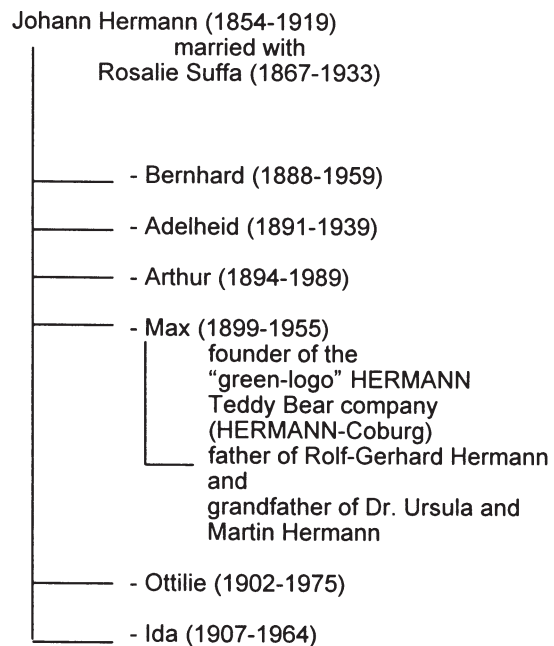 Johann Hermann (1854-1919)
married with
Rosalie Suffa (1867-1933)
- Bernhard (1888-1959)
- Adelheid (1891-1939)
- Arthur (1894-1989)
- Max (1899-1955)
founder of the
“green-logo” HERMANN
Teddy Bear company
(HERMANN-Coburg)
father of Rolf-Gerhard Hermann
and
grandfather of Dr. Ursula and
Martin Hermann
- Ottilie (1902-1975)
- Ida (1907-1964)